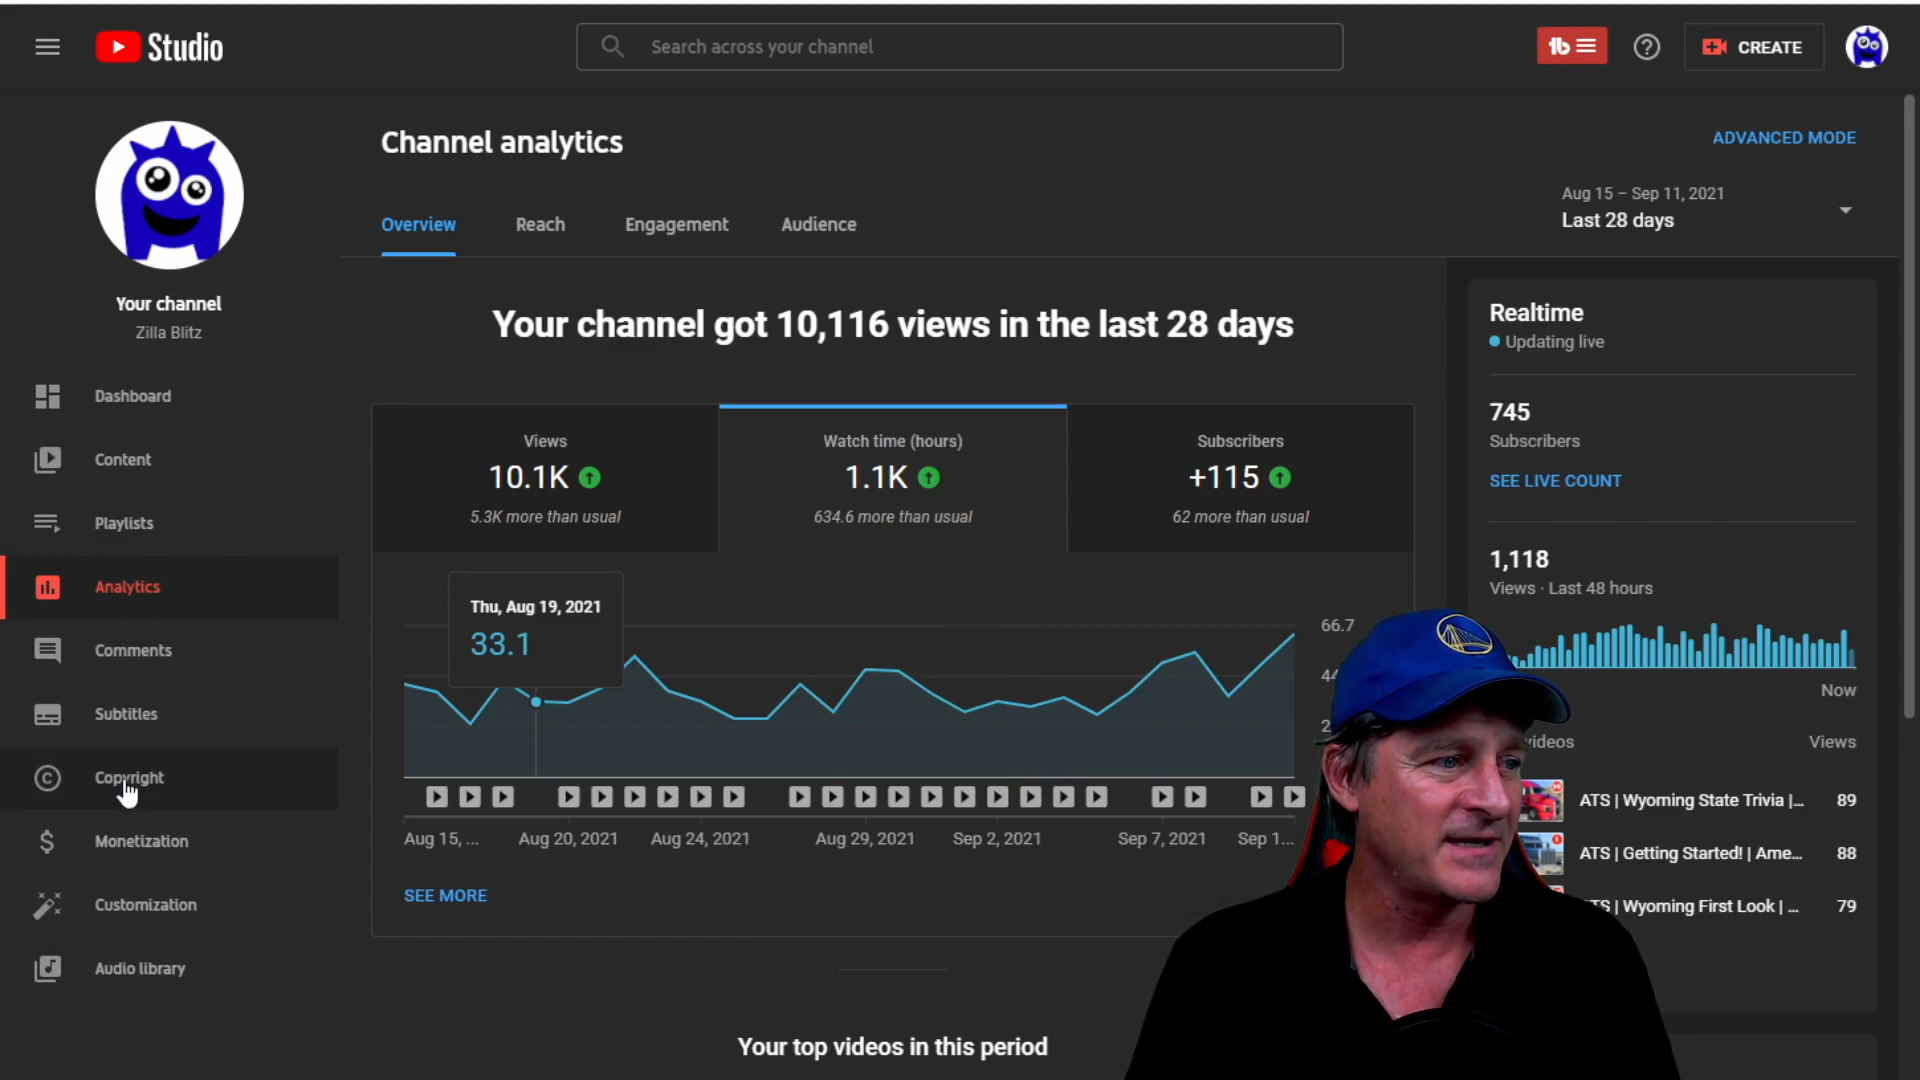 Studio
Search across your channel
CREATE
Channel analytics
ADVANCED MODE
Aug 15 – Sep 11, 2021
Last 28 days
Overview
Reach
Engagement
Audience
Your channel
Zilla Blitz
Dashboard
Content
Playlists
Analytics
Comments
Subtitles
Copyright
Monetization
Customization
Audio library
Your channel got 10,116 views in the last 28 days
Views
10.1K
5.3K more than usual
Watch time (hours)
1.1K
634.6 more than usual
Subscribers
+115
62 more than usual
Thu, Aug 19, 2021
33.1
66.7
Aug 15, ...
Aug 20, 2021
Aug 24, 2021
Aug 29, 2021
Sep 2, 2021
Sep 7, 2021
Sep 1...
SEE MORE
Your top videos in this period
Realtime
Updating live
745
Subscribers
SEE LIVE COUNT
1,118
Views · Last 48 hours
Now
videos
Views
ATS | Wyoming State Trivia |...
89
ATS | Getting Started! | Ame...
88
ATS | Wyoming First Look | ...
79